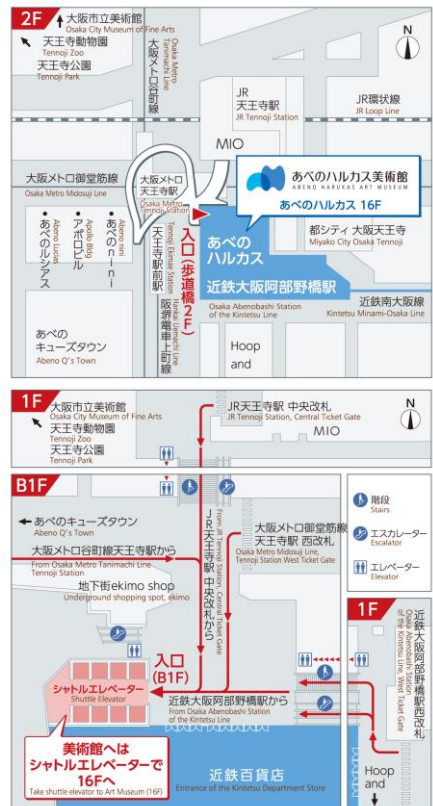 2F
大阪市立美術館
Osaka City Museum of Fine Arts
天王寺動物園
Tennoji Zoo
天王寺公園
Tennoji Park
大阪メトロ谷町線
Osaka Metro
Tanimachi Line
N
JR
天王寺駅
JR Tennoji Station
JR環状線
JR Loop Line
MIO
大阪メトロ御堂筋線
Osaka Metro Midosuji Line
大阪メトロ
天王寺駅
Osaka Metro
Tennoji Station
あべのハルカス美術館
ABENO HARUKAS ART MUSEUM
あべのハルカス 16F
あべのルシアス
Abeno Lucias
アポロビル
Apollo Bldg
あべのnini
Abeno nini
天王寺駅前駅
Tennoji Ekimae Station
阪堺電車上町線
Hankai Uemachi Line
入口(歩道橋2F)
あべの
ハルカス
都シティ 大阪天王寺
Miyako City Osaka Tennoji
近鉄大阪阿部野橋駅
Osaka Abenobashi Station
of the Kintetsu Line
近鉄南大阪線
Kintetsu Minami-Osaka Line
あべの
キューズタウン
Abeno Q's Town
Hoop
and
1F
大阪市立美術館
Osaka City Museum of Fine Arts
天王寺動物園
Tennoji Zoo
天王寺公園
Tennoji Park
JR天王寺駅 中央改札
JR Tennoji Station, Central Ticket Gate
MIO
N
B1F
あべのキューズタウン
Abeno Q's Town
大阪メトロ谷町線天王寺駅から
From Osaka Metro Tanimachi Line
Tennoji Station
JR天王寺駅 中央改札から
From JR Tennoji Station, Central Ticket Gate
大阪メトロ御堂筋線
天王寺駅 西改札
Osaka Metro Midosuji Line,
Tennoji Station West Ticket Gate
地下街ekimo shop
Underground shopping spot, ekimo
階段
Stairs
エスカレーター
Escalator
エレベーター
Elevator
入口
(B1F)
シャトルエレベーター
Shuttle Elevator
近鉄大阪阿部野橋駅から
From Osaka Abenobashi Station
of the Kintetsu Line
美術館へは
シャトルエレベーターで
16Fへ
Take shuttle elevator to Art Museum (16F)
近鉄百貨店
Entrance of the Kintetsu Department Store
1F
近鉄大阪阿部野橋駅西改札
Osaka Abenobashi Station
of the Kintetsu Line, West Ticket Gate
Hoop
and